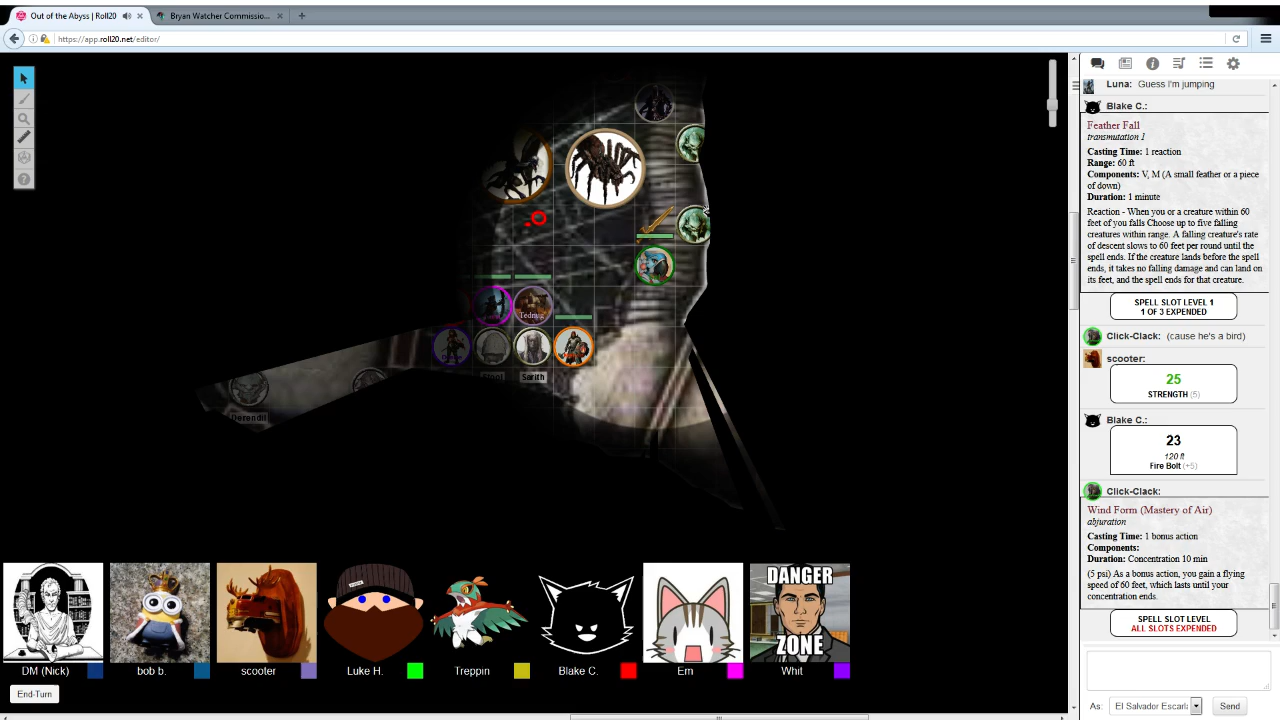 Out of the Abyss | Roll20
Bryan Watcher Commissio...
https://app.roll20.net/editor/
Luna: Guess I'm jumping
Blake C.:
Feather Fall
transmutation 1
Casting Time: 1 reaction
Range: 60 ft
Components: V, M (A small feather or a piece
of down)
Duration: 1 minute
Reaction - When you or a creature within 60
feet of you falls Choose up to five falling
creatures within range. A falling creature's rate
of descent slows to 60 feet per round until the
spell ends. If the creature lands before the spell
ends, it takes no falling damage and can land on
its feet, and the spell ends for that creature.
SPELL SLOT LEVEL 1
1 OF 3 EXPENDED
Click-Clack: (cause he's a bird)
scooter:
25
STRENGTH (5)
Blake C.:
23
120 ft
Fire Bolt (+5)
Click-Clack:
Wind Form (Mastery of Air)
abjuration
Casting Time: 1 bonus action
Components:
Duration: Concentration 10 min
(5 psi) As a bonus action, you gain a flying
speed of 60 feet, which lasts until your
concentration ends.
SPELL SLOT LEVEL
ALL SLOTS EXPENDED
As: El Salvador Escarla
Send
Sarith
Derendil
DANGER
ZONE
DM (Nick)
bob b.
scooter
Luke H.
Treppin
Blake C.
Em
Whit
End-Turn